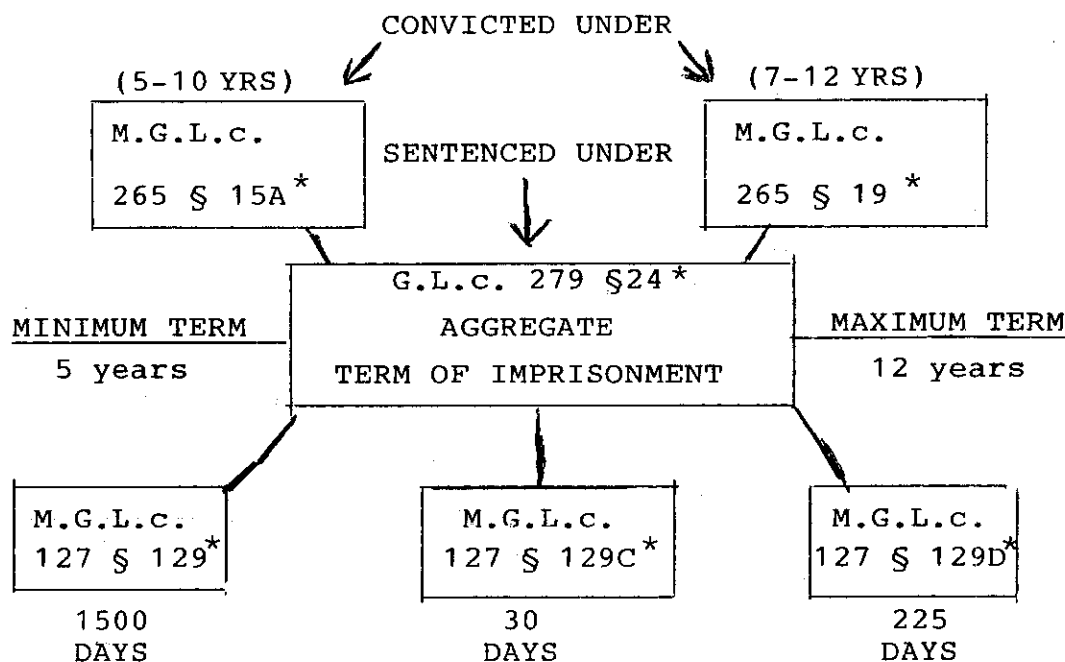 CONVICTED UNDER
(5-10 YRS)
M.G.L.c.
265 § 15A *
(7-12 YRS)
M.G.L.c.
265 § 19 *
SENTENCED UNDER
G.L.c. 279 §24 *
AGGREGATE
TERM OF IMPRISONMENT
MINIMUM TERM
5 years
MAXIMUM TERM
12 years
M.G.L.c.
127 § 129*
1500
DAYS
M.G.L.c.
127 § 129C*
30
DAYS
M.G.L.c.
127 § 129D*
225
DAYS